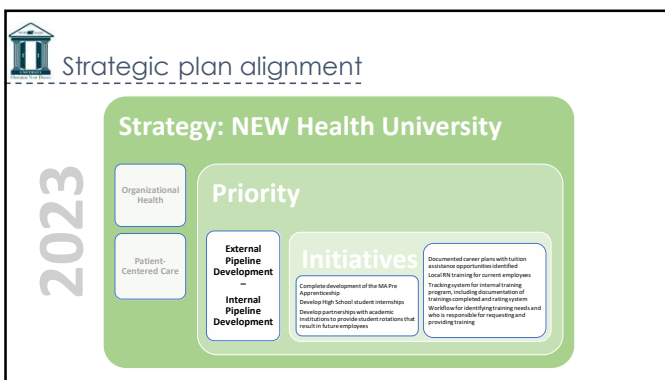 UNIVERSITY
Strategic plan alignment
2023
Strategy: NEW Health University
Organizational
Health
Patient-
Centered Care
Priority
External
Pipeline
Development
–
Internal
Pipeline
Development
Initiatives
Complete development of the MA Pre
Apprenticeship
Develop High School student internships
Develop partnerships with academic
institutions to provide student rotations that
result in future employees
Documented career plans with tuition
assistance opportunities identified
Local RN training for current employees
Tracking system for internal training
program, including documentation of
trainings completed and rating system
Workflow for identifying training needs and
who is responsible for requesting and
providing training